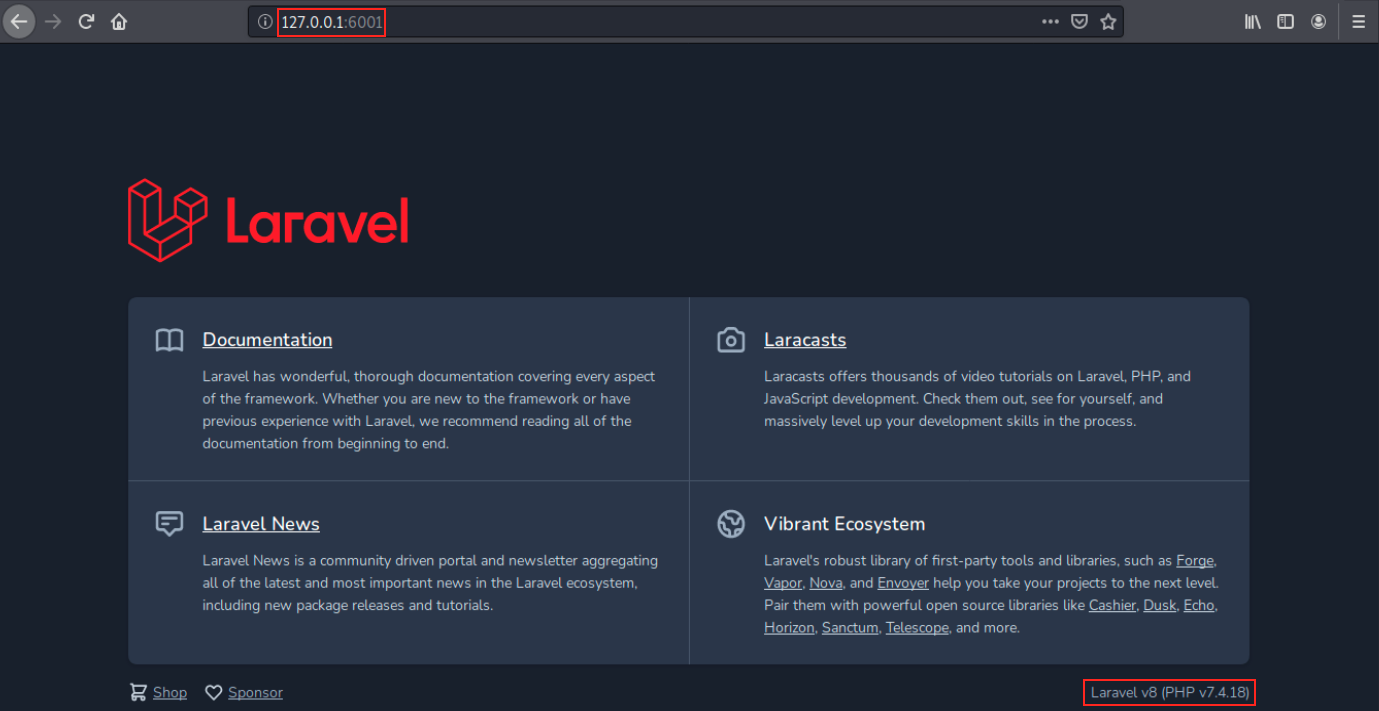 127.0.0.1:6001
Laravel
Documentation
Laravel has wonderful, thorough documentation covering every aspect
of the framework. Whether you are new to the framework or have
previous experience with Laravel, we recommend reading all of the
documentation from beginning to end.
Laracasts
Laracasts offers thousands of video tutorials on Laravel, PHP, and
JavaScript development. Check them out, see for yourself, and
massively level up your development skills in the process.
Laravel News
Laravel News is a community driven portal and newsletter aggregating
all of the latest and most important news in the Laravel ecosystem,
including new package releases and tutorials.
Vibrant Ecosystem
Laravel's robust library of first-party tools and libraries, such as Forge,
Vapor, Nova, and Envoyer help you take your projects to the next level.
Pair them with powerful open source libraries like Cashier, Dusk, Echo,
Horizon, Sanctum, Telescope, and more.
Shop
Sponsor
Laravel v8 (PHP v7.4.18)